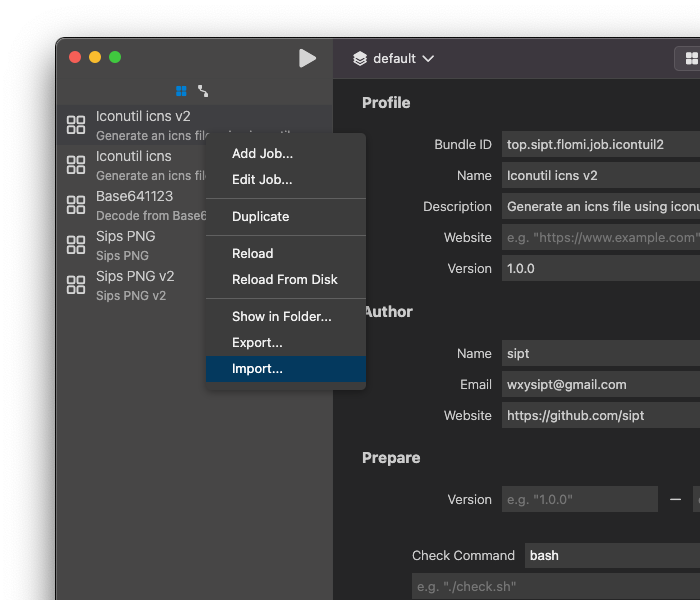 default
Iconutil icns v2
Generate an icns file
Iconutil icns
Generate an icns
Base641123
Decode from Base6
Sips PNG
Sips PNG
Sips PNG v2
Sips PNG v2
Add Job...
Edit Job...
Duplicate
Reload
Reload From Disk
Show in Folder...
Export...
Import...
Profile
Bundle ID top.sipt.flomi.job.icontuil2
Name Iconutil icns v2
Description Generate an icns file using iconu
Website e.g. "https://www.example.com"
Version 1.0.0
Author
Name sipt
Email wxysipt@gmail.com
Website https://github.com/sipt
Prepare
Version e.g. "1.0.0" —
Check Command bash
e.g. "./check.sh"